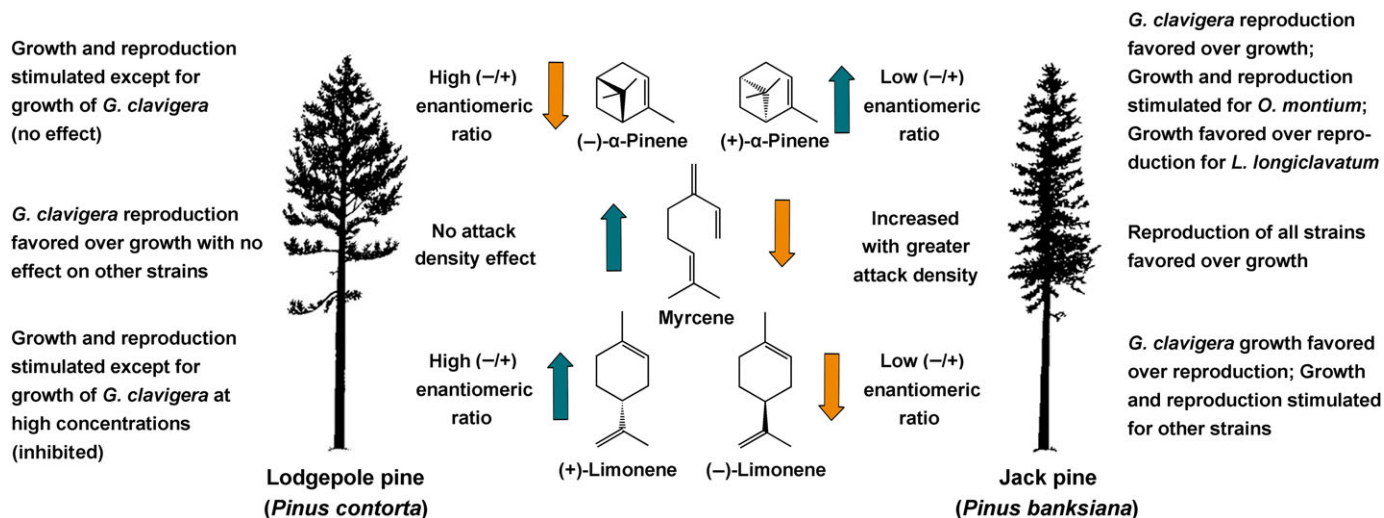 Growth and reproduction
stimulated except for
growth of G. clavigera
(no effect)
G. clavigera reproduction
favored over growth with no
effect on other strains
Growth and reproduction
stimulated except for
growth of G. clavigera at
high concentrations
(inhibited)
Lodgepole pine
(Pinus contorta)
High (–/+)
enantiomeric
ratio
(–)-α-Pinene
(+)-α-Pinene
Low (–/+)
enantiomeric
ratio
No attack
density effect
Myrcene
Increased
with greater
attack density
High (–/+)
enantiomeric
ratio
(+)-Limonene
(–)-Limonene
Low (–/+)
enantiomeric
ratio
G. clavigera reproduction
favored over growth;
Growth and reproduction
stimulated for O. montium;
Growth favored over repro-
duction for L. longiclavatum
Reproduction of all strains
favored over growth
G. clavigera growth favored
over reproduction; Growth
and reproduction stimulated
for other strains
Jack pine
(Pinus banksiana)